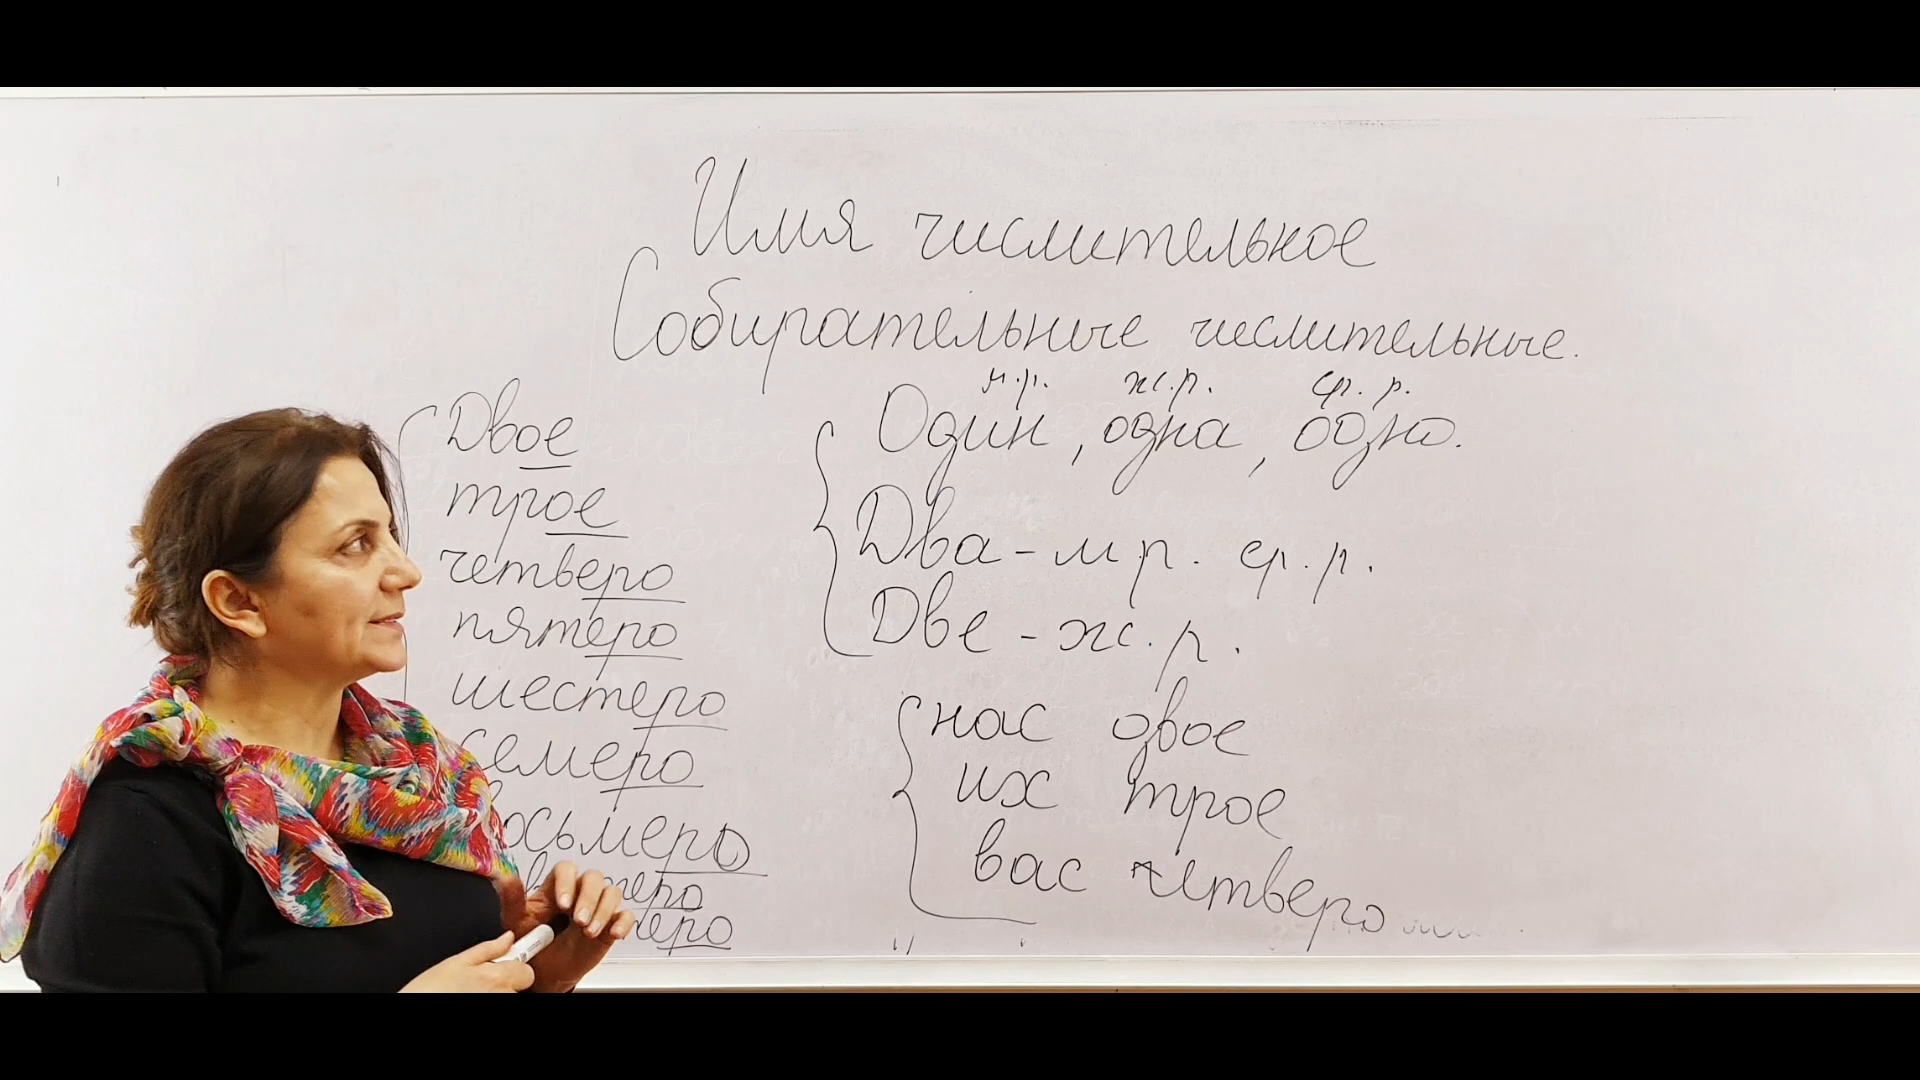 Имя числительное
Собирательные числительные.
Двое
трое
четверо
пятеро
шестеро
семеро
восьмеро
м.р. ж.р. ср. р.
Один, одна, одно.
Два - м р. ср. р.
Две - ж. р.
нас двое
их трое
вас четверо